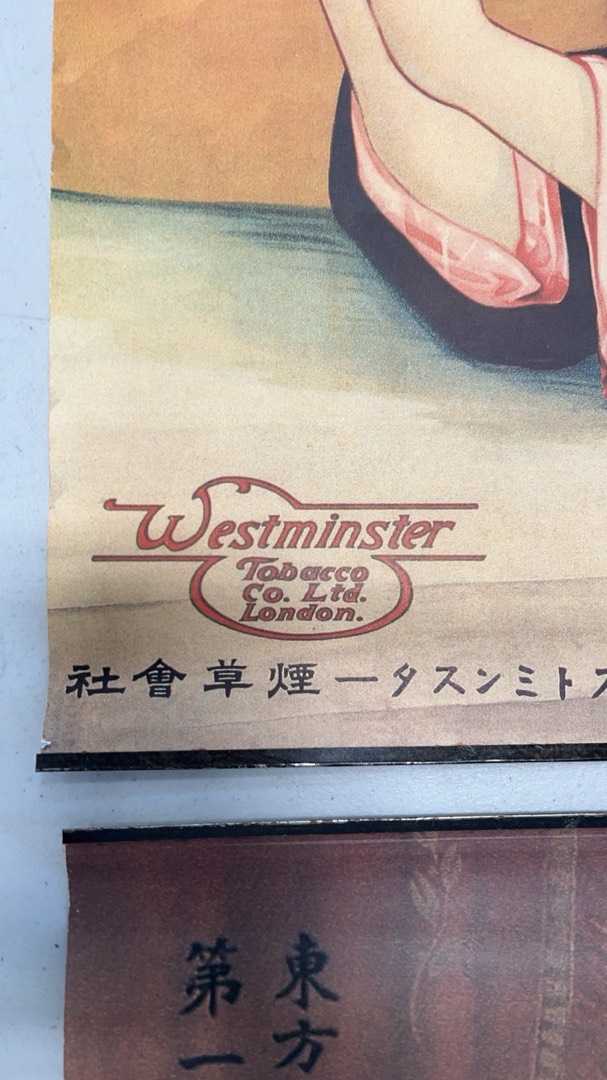 Westminster
Tobacco
Co. Ltd.
London.
社會草煙ータスンミトス
東方
第一